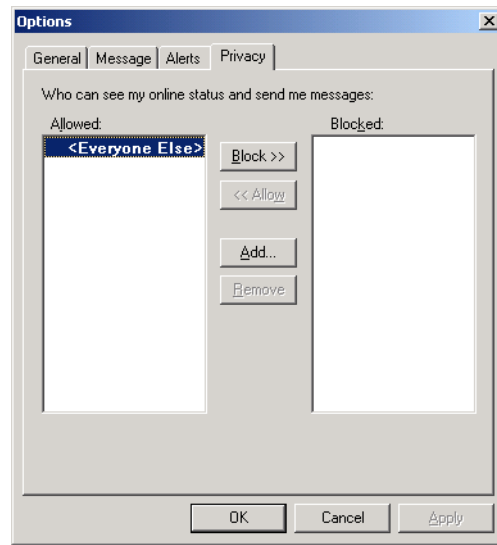 Options
General Message Alerts Privacy
Who can see my online status and send me messages:
Allowed: Blocked:
<Everyone Else>
Block >>
<< Allow
Add...
Remove
OK Cancel Apply